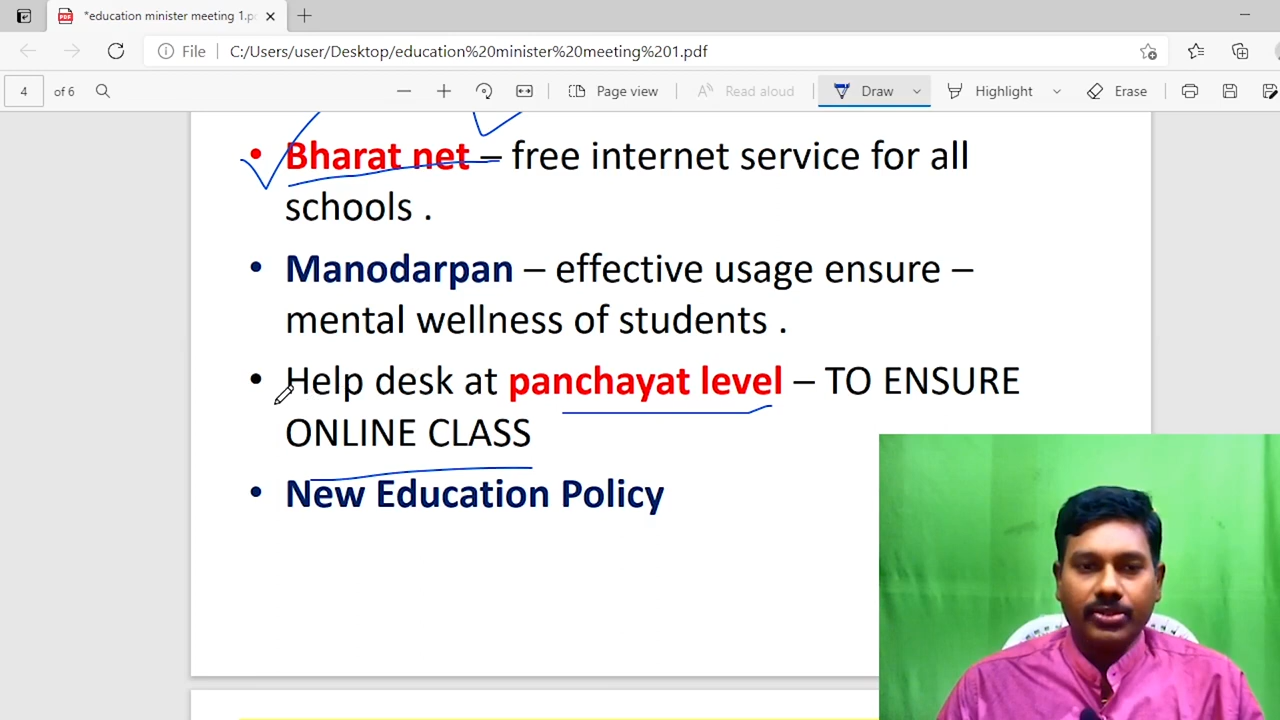 *education minister meeting 1.p
File C:/Users/user/Desktop/education%20minister%20meeting%201.pdf
4 of 6 Page view Read aloud Draw Highlight Erase
• Bharat net – free internet service for all
schools .
• Manodarpan – effective usage ensure –
mental wellness of students .
• Help desk at panchayat level – TO ENSURE
ONLINE CLASS
• New Education Policy